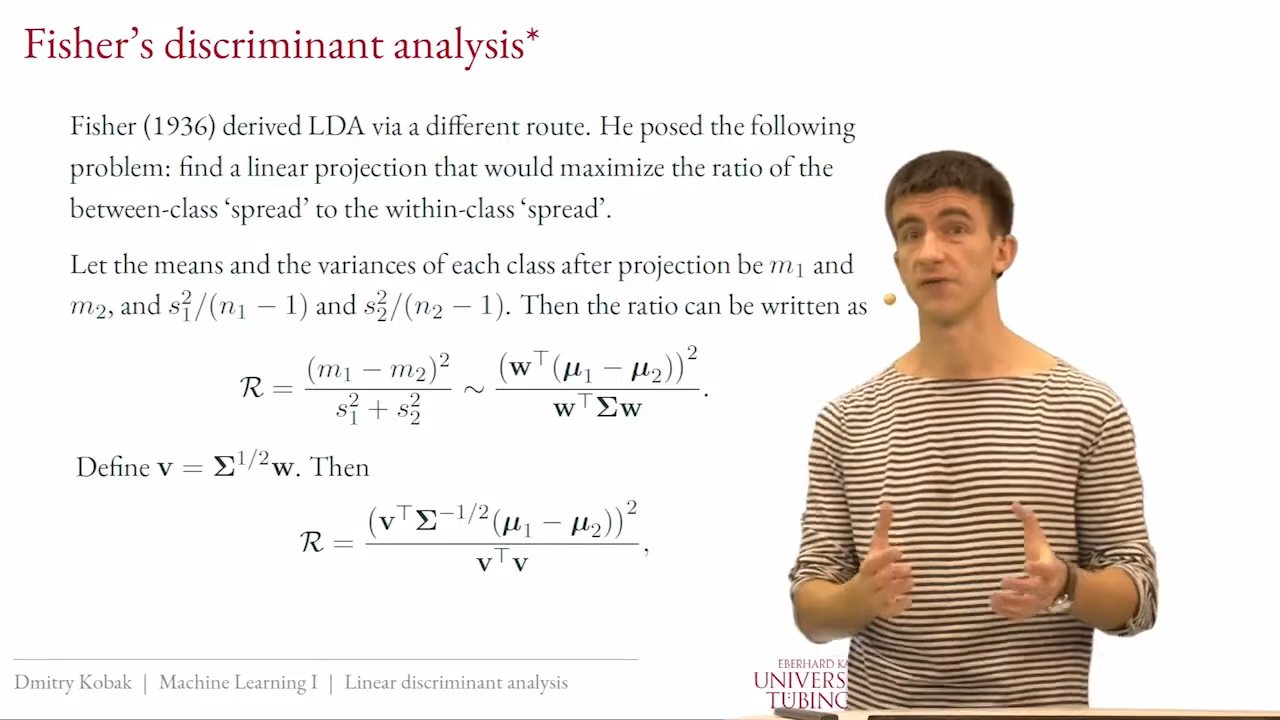 Fisher's discriminant analysis*
Fisher (1936) derived LDA via a different route. He posed the following
problem: find a linear projection that would maximize the ratio of the
between-class ‘spread’ to the within-class ‘spread’.
Let the means and the variances of each class after projection be m₁ and
m₂, and s₁²/(n₁ − 1) and s₂²/(n₂ − 1). Then the ratio can be written as
ℛ = (m₁ − m₂)² / (s₁² + s₂²) ∼ (𝐰⊤(𝝁₁ − 𝝁₂))² / 𝐰⊤𝚺𝐰.
Define 𝐯 = 𝚺^{1/2}𝐰. Then
ℛ = (𝐯⊤𝚺^{−1/2}(𝝁₁ − 𝝁₂))² / 𝐯⊤𝐯,
Dmitry Kobak | Machine Learning I | Linear discriminant analysis
EBERHARD KA
UNIVERS
TÜBING